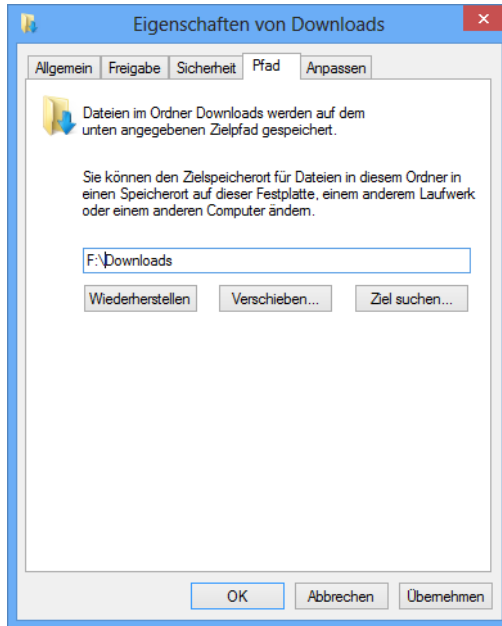 Eigenschaften von Downloads
Allgemein Freigabe Sicherheit Pfad Anpassen
Dateien im Ordner Downloads werden auf dem
unten angegebenen Zielpfad gespeichert.
Sie können den Zielspeicherort für Dateien in diesem Ordner in
einen Speicherort auf dieser Festplatte, einem anderem Laufwerk
oder einem anderen Computer ändern.
F:\Downloads
Wiederherstellen Verschieben... Ziel suchen...
OK Abbrechen Übernehmen